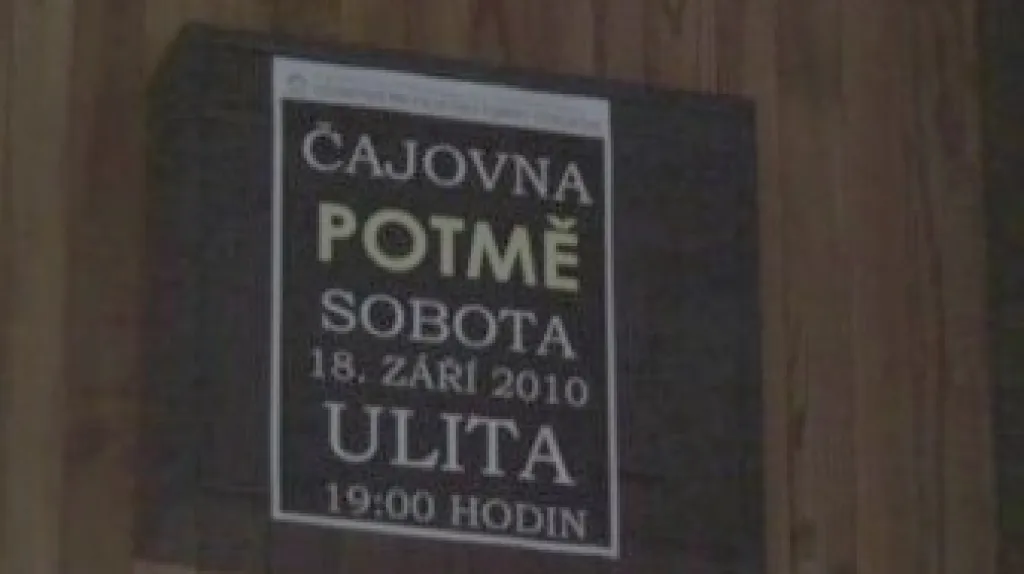 ČAJOVNA
POTMĚ
SOBOTA
18. ZÁŘÍ 2010
ULITA
19:00 HODIN